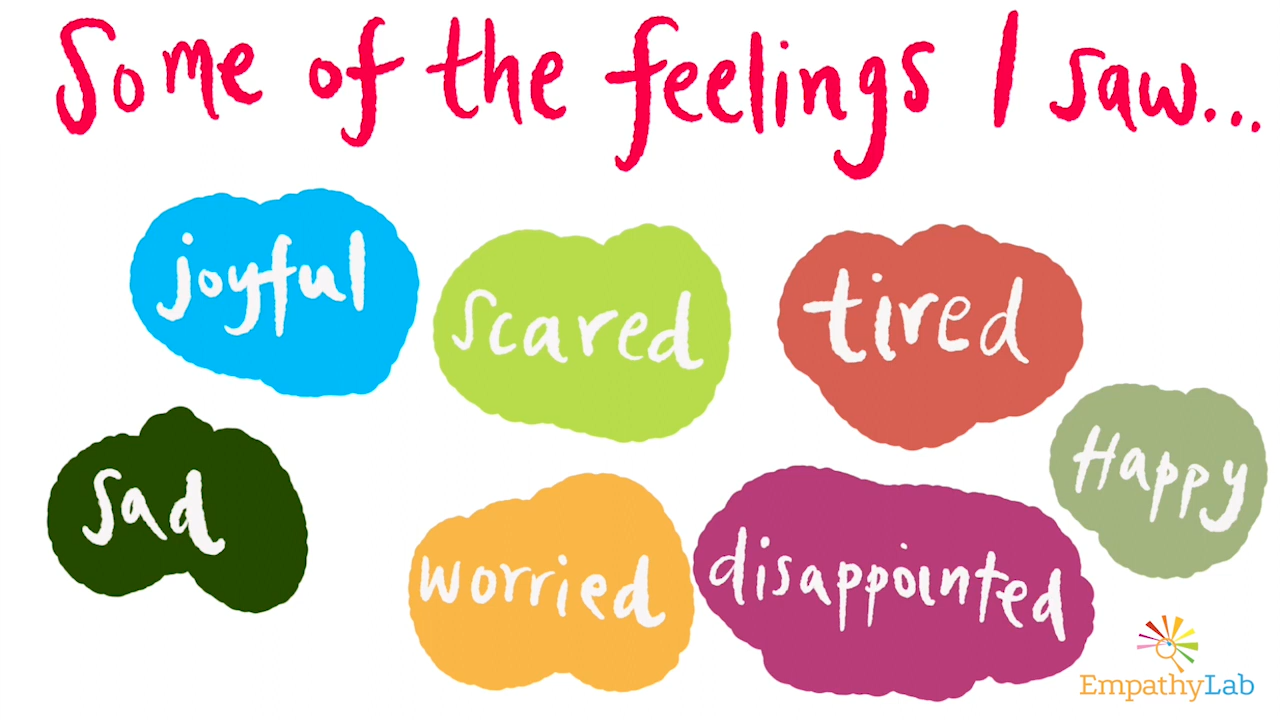 Some of the feelings I saw...
joyful
scared
tired
Happy
sad
worried
disappointed
EmpathyLab